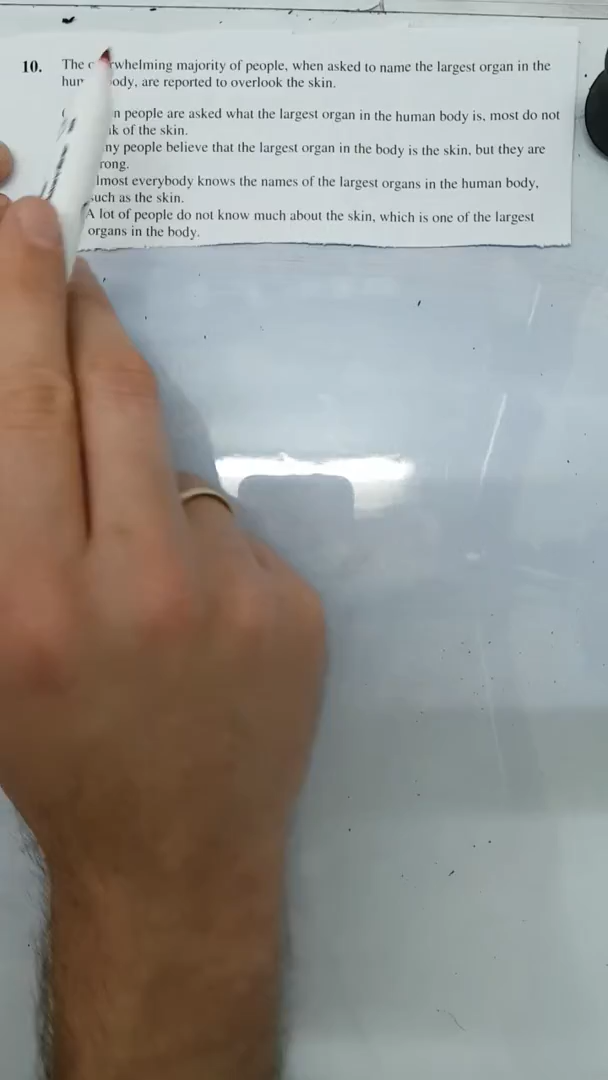 10. The whelming majority of people, when asked to name the largest organ in the
ody, are reported to overlook the skin.
n people are asked what the largest organ in the human body is, most do not
k of the skin.
ny people believe that the largest organ in the body is the skin, but they are
rong.
lmost everybody knows the names of the largest organs in the human body,
such as the skin.
A lot of people do not know much about the skin, which is one of the largest
organs in the body.